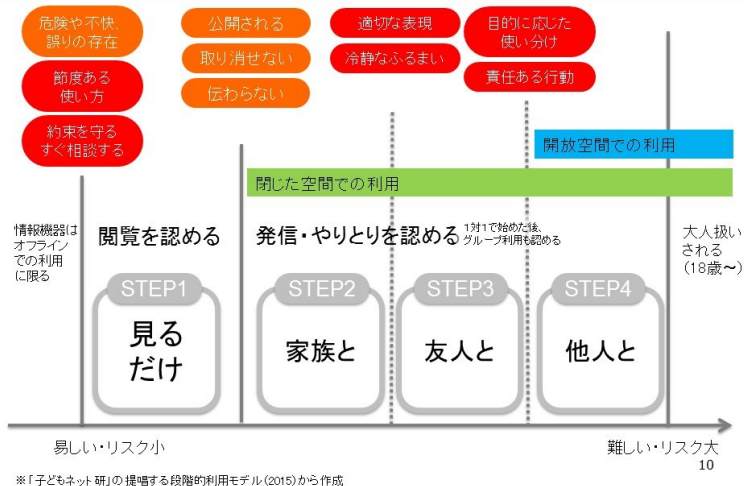 危険や不快、
誤りの存在
節度ある
使い方
約束を守る
すぐ相談する
公開される
取り消せない
伝わらない
適切な表現
冷静なふるまい
目的に応じた
使い分け
責任ある行動
開放空間での利用
閉じた空間での利用
情報機器は
オフライン
での利用
に限る
閲覧を認める
発信・やりとりを認める
1対1で始めた後、
グループ利用も認める
大人扱い
される
(18歳~)
STEP1
見る
だけ
STEP2
家族と
STEP3
友人と
STEP4
他人と
易しい・リスク小
難しい・リスク大
10
※「子どもネット研」の提唱する段階的利用モデル(2015)から作成